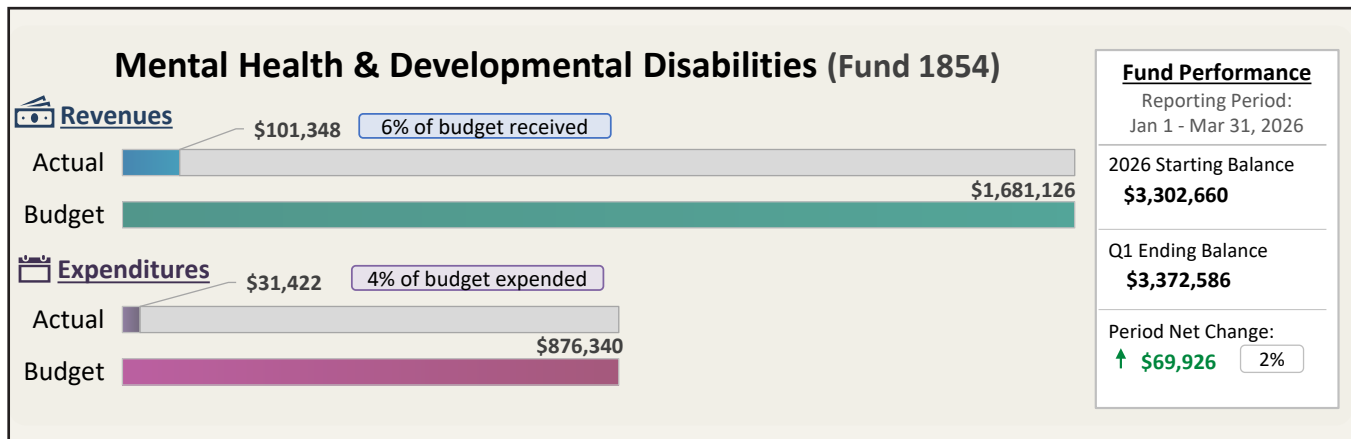 Mental Health & Developmental Disabilities (Fund 1854)
Revenues
$101,348
6% of budget received
Actual
$1,681,126
Budget
Expenditures
$31,422
4% of budget expended
Actual
$876,340
Budget
Fund Performance
Reporting Period:
Jan 1 - Mar 31, 2026
2026 Starting Balance
$3,302,660
Q1 Ending Balance
$3,372,586
Period Net Change:
$69,926
2%